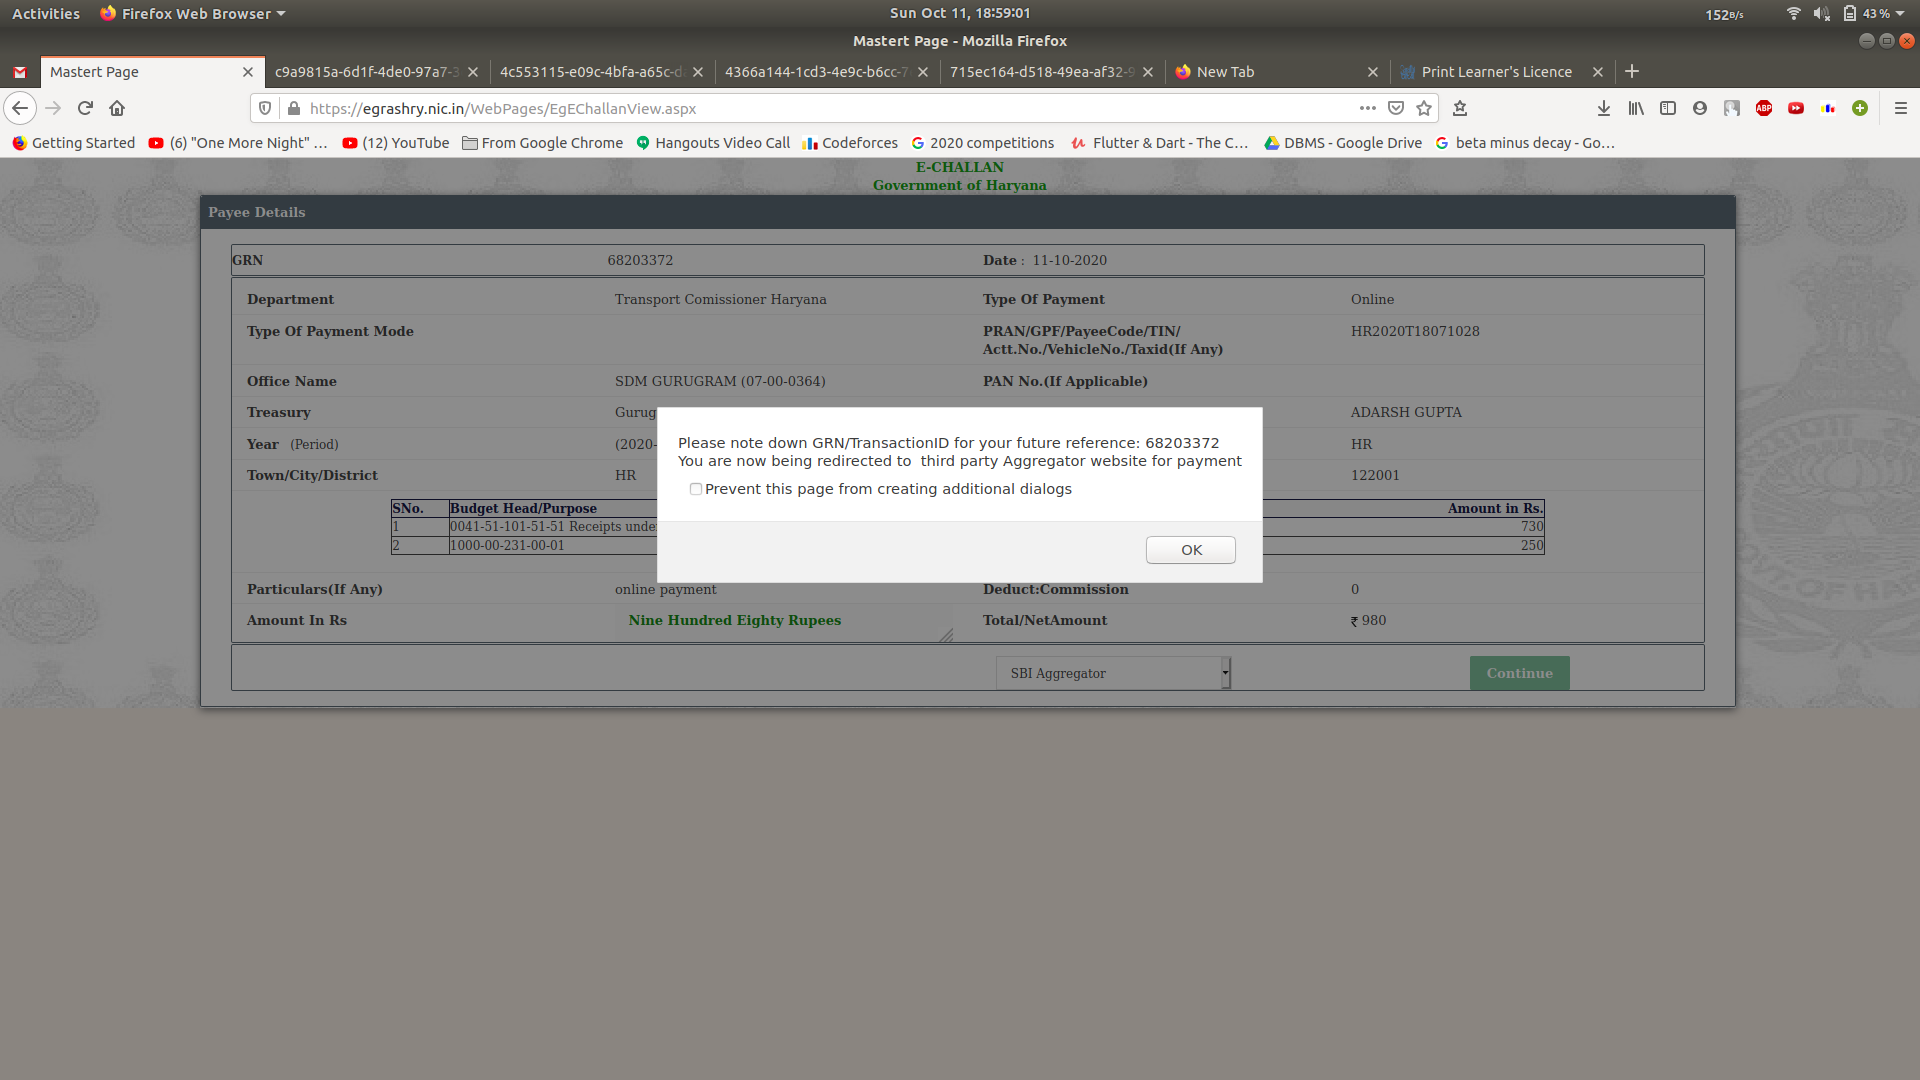 Activities Firefox Web Browser Sun Oct 11, 18:59:01 152B/s 43 %
Mastert Page - Mozilla Firefox
Mastert Page c9a9815a-6d1f-4de0-97a7-3 4c553115-e09c-4bfa-a65c-d 4366a144-1cd3-4e9c-b6cc-7 715ec164-d518-49ea-af32-9 New Tab Print Learner's Licence
https://egrashry.nic.in/WebPages/EgEChallanView.aspx ABP
Getting Started (6) "One More Night" … (12) YouTube From Google Chrome Hangouts Video Call Codeforces 2020 competitions Flutter & Dart - The C… DBMS - Google Drive beta minus decay - Go…
E-CHALLAN
Government of Haryana
Payee Details
GRN 68203372 Date : 11-10-2020
Department Transport Comissioner Haryana Type Of Payment Online
Type Of Payment Mode PRAN/GPF/PayeeCode/TIN/ HR2020T18071028
Actt.No./VehicleNo./Taxid(If Any)
Office Name SDM GURUGRAM (07-00-0364) PAN No.(If Applicable)
Treasury Gurug ADARSH GUPTA
Year (Period) (2020- HR
Town/City/District HR 122001
Please note down GRN/TransactionID for your future reference: 68203372
You are now being redirected to  third party Aggregator website for payment
Prevent this page from creating additional dialogs
OK
SNo. Budget Head/Purpose Amount in Rs.
1 0041-51-101-51-51 Receipts unde 730
2 1000-00-231-00-01 250
Particulars(If Any) online payment Deduct:Commission 0
Amount In Rs Nine Hundred Eighty Rupees Total/NetAmount ₹ 980
SBI Aggregator Continue